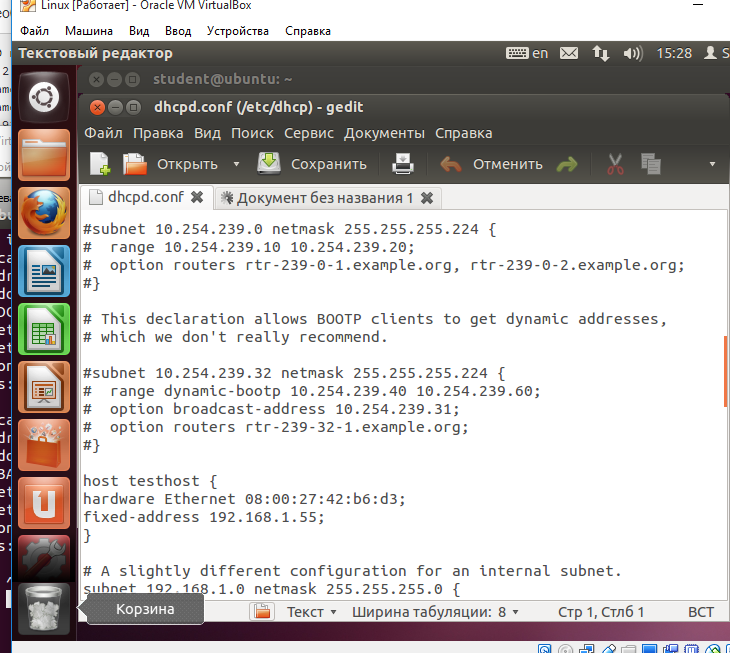 Linux [Работает] - Oracle VM VirtualBox
Файл Машина Вид Ввод Устройства Справка
Текстовый редактор en 15:28
student@ubuntu: ~
dhcpd.conf (/etc/dhcp) - gedit
Файл Правка Вид Поиск Сервис Документы Справка
Открыть Сохранить Отменить
dhcpd.conf Документ без названия 1
#subnet 10.254.239.0 netmask 255.255.255.224 {
#  range 10.254.239.10 10.254.239.20;
#  option routers rtr-239-0-1.example.org, rtr-239-0-2.example.org;
#}
# This declaration allows BOOTP clients to get dynamic addresses,
# which we don't really recommend.
#subnet 10.254.239.32 netmask 255.255.255.224 {
#  range dynamic-bootp 10.254.239.40 10.254.239.60;
#  option broadcast-address 10.254.239.31;
#  option routers rtr-239-32-1.example.org;
#}
host testhost {
hardware Ethernet 08:00:27:42:b6:d3;
fixed-address 192.168.1.55;
}
# A slightly different configuration for an internal subnet.
subnet 192.168.1.0 netmask 255.255.255.0 {
Корзина
Текст Ширина табуляции: 8 Стр 1, Стлб 1 ВСТ